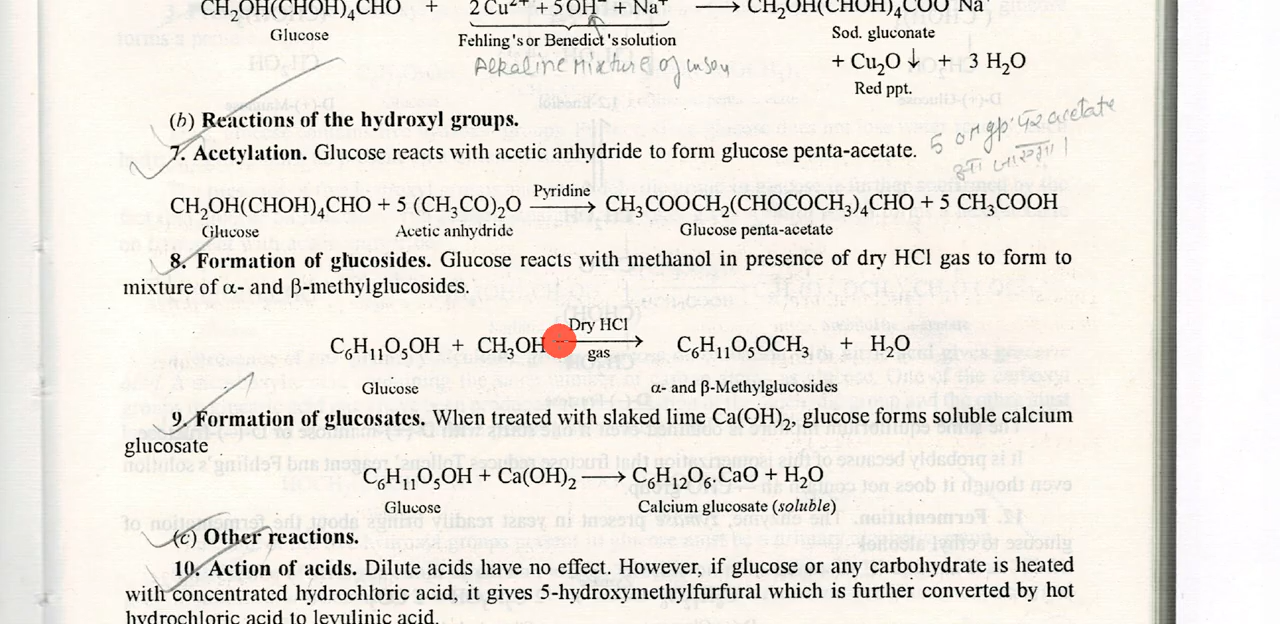 CH₂OH(CHOH)₄CHO + 2 Cu²⁺ + 5 OH⁻ + Na⁺ ⟶ CH₂OH(CHOH)₄COO⁻Na⁺
Glucose Fehling's or Benedict's solution Sod. gluconate
Alkaline Mixture of
+ Cu₂O ↓ + 3 H₂O
Red ppt.
(b) Reactions of the hydroxyl groups.
5 OH gp. acetate
7. Acetylation. Glucose reacts with acetic anhydride to form glucose penta-acetate.
CH₂OH(CHOH)₄CHO + 5 (CH₃CO)₂O Pyridine ⟶ CH₃COOCH₂(CHOCOCH₃)₄CHO + 5 CH₃COOH
Glucose Acetic anhydride Glucose penta-acetate
8. Formation of glucosides. Glucose reacts with methanol in presence of dry HCl gas to form to
mixture of α- and β-methylglucosides.
C₆H₁₁O₅OH + CH₃OH Dry HCl gas ⟶ C₆H₁₁O₅OCH₃ + H₂O
Glucose α- and β-Methylglucosides
9. Formation of glucosates. When treated with slaked lime Ca(OH)₂, glucose forms soluble calcium
glucosate
C₆H₁₁O₅OH + Ca(OH)₂ ⟶ C₆H₁₂O₆.CaO + H₂O
Glucose Calcium glucosate (soluble)
(c) Other reactions.
10. Action of acids. Dilute acids have no effect. However, if glucose or any carbohydrate is heated
with concentrated hydrochloric acid, it gives 5-hydroxymethylfurfural which is further converted by hot
hydrochloric acid to levulinic acid.